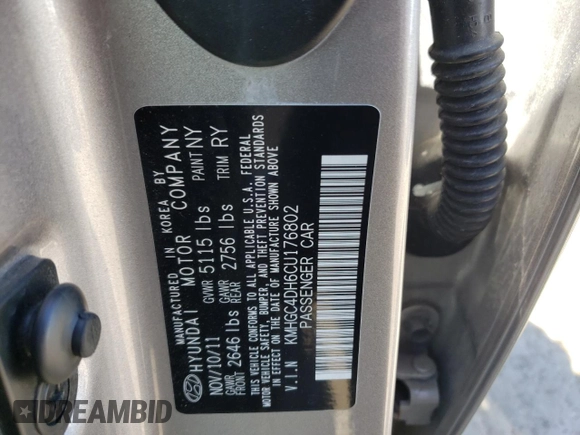 MANUFACTURED IN KOREA BY
HYUNDAI MOTOR COMPANY
NOV/10/11 GVWR 5115 lbs PAINT NY
GAWR FRONT 2646 lbs GAWR REAR 2756 lbs TRIM RY
THIS VEHICLE CONFORMS TO ALL APPLICABLE U.S.A. FEDERAL
MOTOR VEHICLE SAFETY, BUMPER, AND THEFT PREVENTION STANDARDS
IN EFFECT ON THE DATE OF MANUFACTURE SHOWN ABOVE
V.I.N KMHGC4DH6CU176802
PASSENGER CAR
DREAMBID